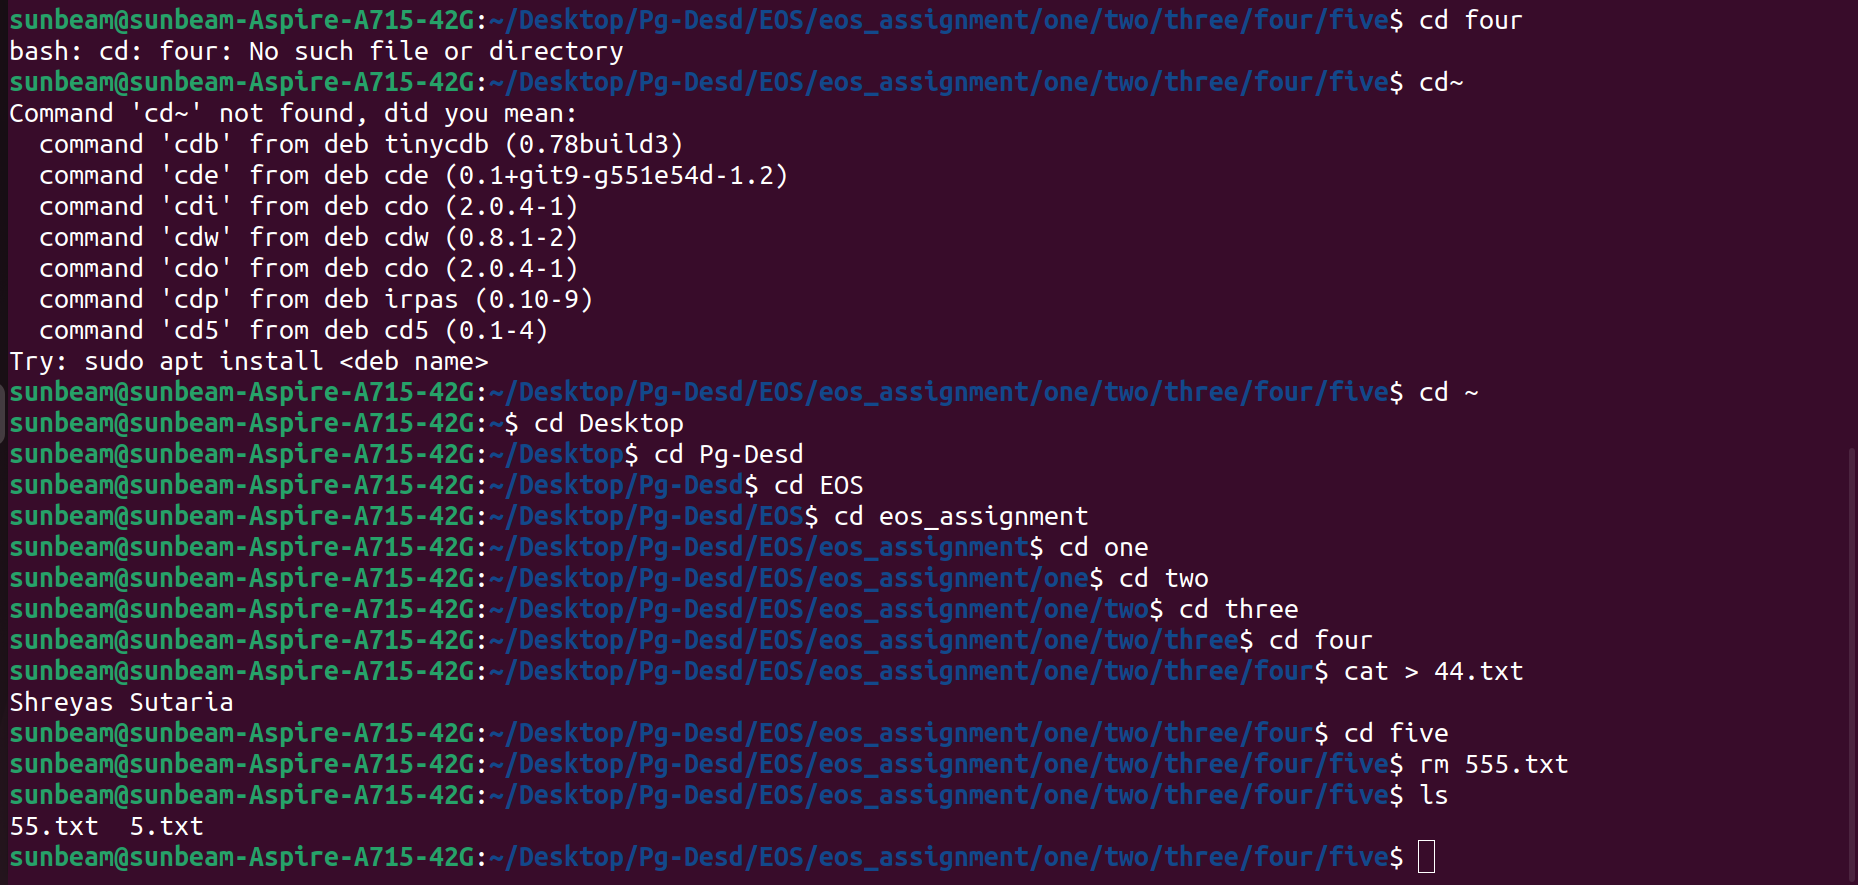 sunbeam@sunbeam-Aspire-A715-42G:~/Desktop/Pg-Desd/EOS/eos_assignment/one/two/three/four/five$ cd four
bash: cd: four: No such file or directory
sunbeam@sunbeam-Aspire-A715-42G:~/Desktop/Pg-Desd/EOS/eos_assignment/one/two/three/four/five$ cd~
Command 'cd~' not found, did you mean:
  command 'cdb' from deb tinycdb (0.78build3)
  command 'cde' from deb cde (0.1+git9-g551e54d-1.2)
  command 'cdi' from deb cdo (2.0.4-1)
  command 'cdw' from deb cdw (0.8.1-2)
  command 'cdo' from deb cdo (2.0.4-1)
  command 'cdp' from deb irpas (0.10-9)
  command 'cd5' from deb cd5 (0.1-4)
Try: sudo apt install <deb name>
sunbeam@sunbeam-Aspire-A715-42G:~/Desktop/Pg-Desd/EOS/eos_assignment/one/two/three/four/five$ cd ~
sunbeam@sunbeam-Aspire-A715-42G:~$ cd Desktop
sunbeam@sunbeam-Aspire-A715-42G:~/Desktop$ cd Pg-Desd
sunbeam@sunbeam-Aspire-A715-42G:~/Desktop/Pg-Desd$ cd EOS
sunbeam@sunbeam-Aspire-A715-42G:~/Desktop/Pg-Desd/EOS$ cd eos_assignment
sunbeam@sunbeam-Aspire-A715-42G:~/Desktop/Pg-Desd/EOS/eos_assignment$ cd one
sunbeam@sunbeam-Aspire-A715-42G:~/Desktop/Pg-Desd/EOS/eos_assignment/one$ cd two
sunbeam@sunbeam-Aspire-A715-42G:~/Desktop/Pg-Desd/EOS/eos_assignment/one/two$ cd three
sunbeam@sunbeam-Aspire-A715-42G:~/Desktop/Pg-Desd/EOS/eos_assignment/one/two/three$ cd four
sunbeam@sunbeam-Aspire-A715-42G:~/Desktop/Pg-Desd/EOS/eos_assignment/one/two/three/four$ cat > 44.txt
Shreyas Sutaria
sunbeam@sunbeam-Aspire-A715-42G:~/Desktop/Pg-Desd/EOS/eos_assignment/one/two/three/four$ cd five
sunbeam@sunbeam-Aspire-A715-42G:~/Desktop/Pg-Desd/EOS/eos_assignment/one/two/three/four/five$ rm 555.txt
sunbeam@sunbeam-Aspire-A715-42G:~/Desktop/Pg-Desd/EOS/eos_assignment/one/two/three/four/five$ ls
55.txt  5.txt
sunbeam@sunbeam-Aspire-A715-42G:~/Desktop/Pg-Desd/EOS/eos_assignment/one/two/three/four/five$